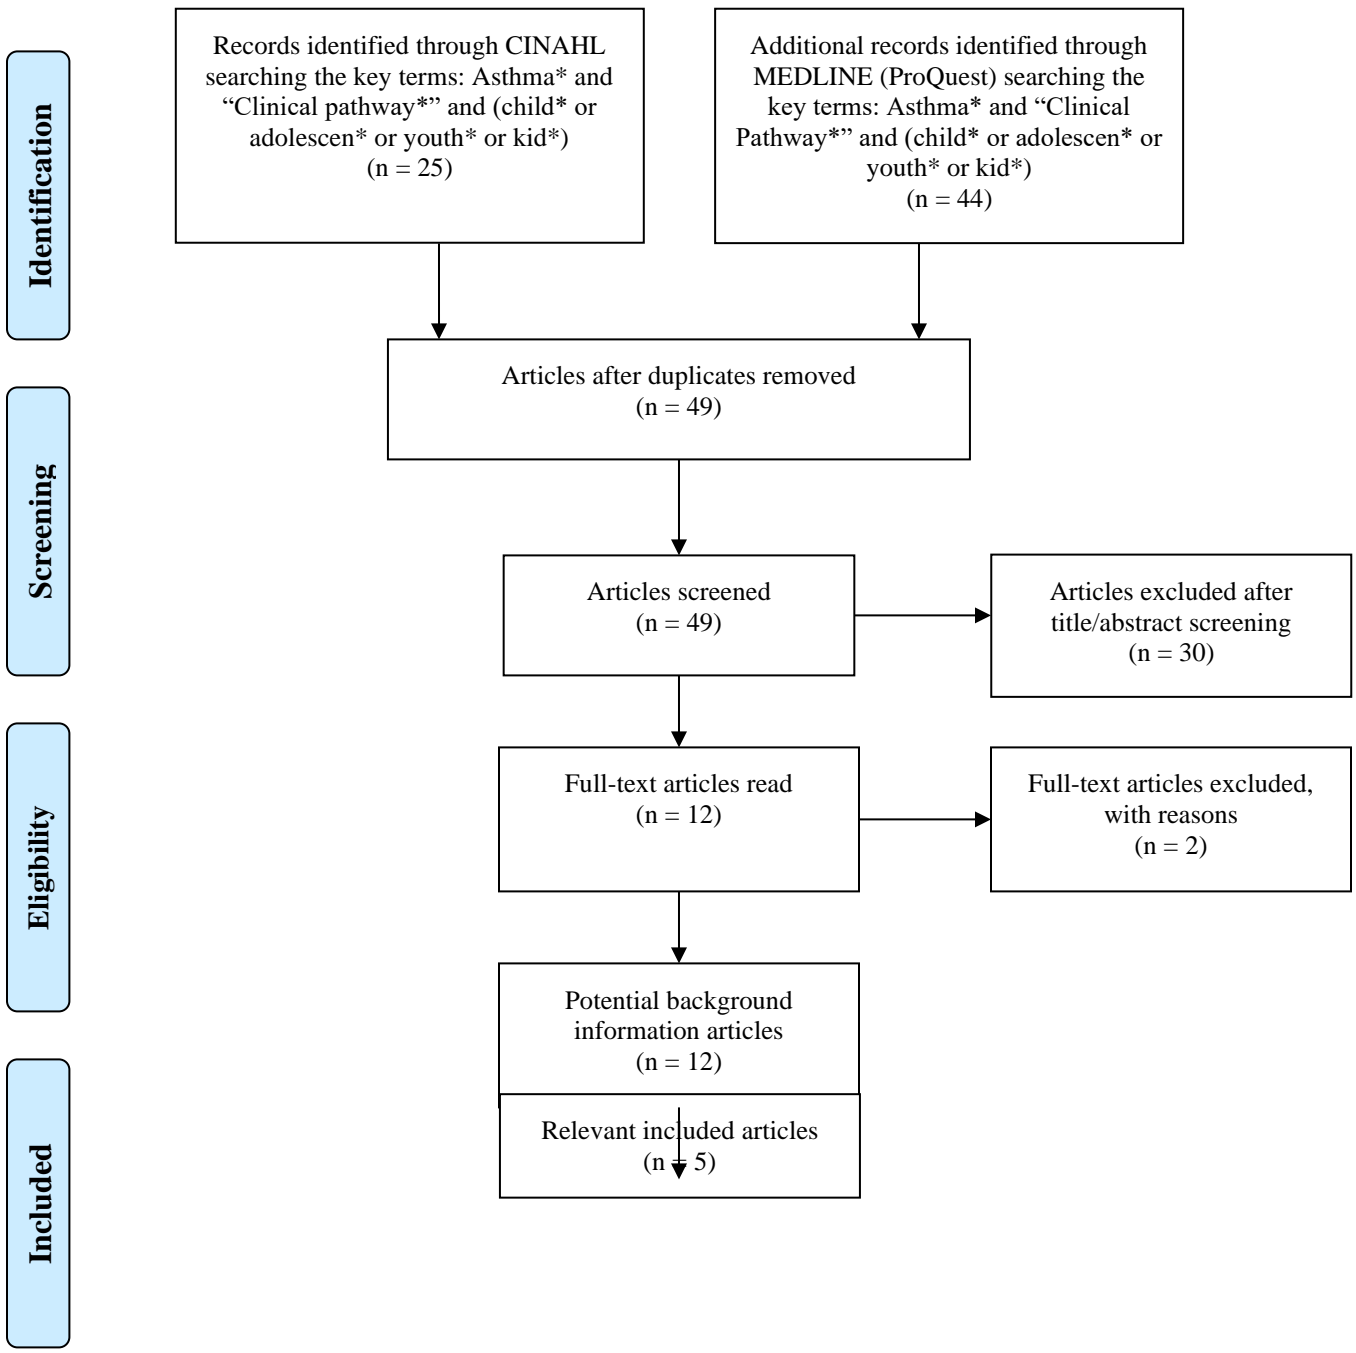 Identification
Records identified through CINAHL
searching the key terms: Asthma* and
“Clinical pathway*” and (child* or
adolescen* or youth* or kid*)
(n = 25)
Additional records identified through
MEDLINE (ProQuest) searching the
key terms: Asthma* and “Clinical
Pathway*” and (child* or adolescen* or
youth* or kid*)
(n = 44)
Articles after duplicates removed
(n = 49)
Screening
Articles screened
(n = 49)
Articles excluded after
title/abstract screening
(n = 30)
Eligibility
Full-text articles read
(n = 12)
Full-text articles excluded,
with reasons
(n = 2)
Potential background
information articles
(n = 12)
Included
Relevant included articles
(n = 5)